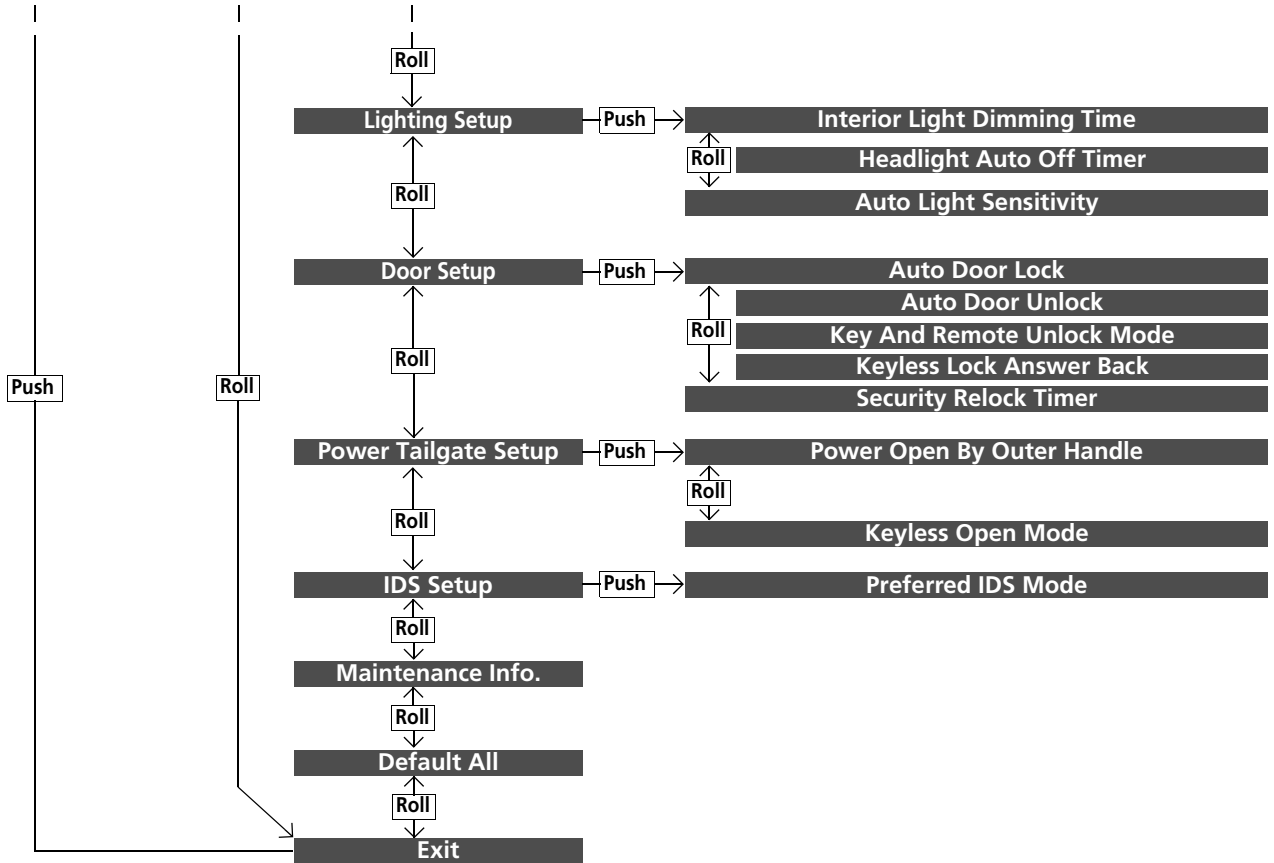 Roll
Lighting Setup Push Interior Light Dimming Time
Roll Headlight Auto Off Timer
Roll
Auto Light Sensitivity
Door Setup Push Auto Door Lock
Auto Door Unlock
Roll Key And Remote Unlock Mode
Roll
Keyless Lock Answer Back
Push Roll
Security Relock Timer
Power Tailgate Setup Push Power Open By Outer Handle
Roll
Roll
Keyless Open Mode
IDS Setup Push Preferred IDS Mode
Roll
Maintenance Info.
Roll
Default All
Roll
Exit